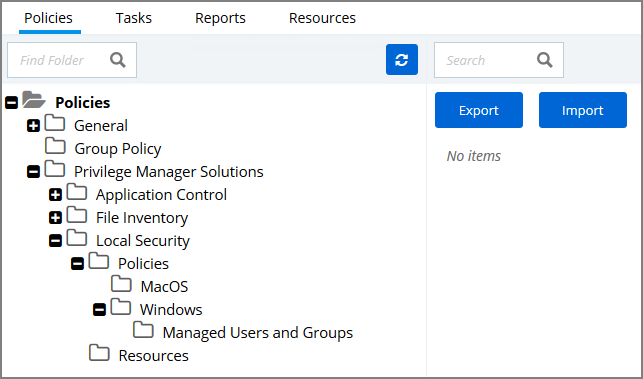 Policies Tasks Reports Resources
Find Folder
Search
Policies
General
Group Policy
Privilege Manager Solutions
Application Control
File Inventory
Local Security
Policies
MacOS
Windows
Managed Users and Groups
Resources
Export Import
No items